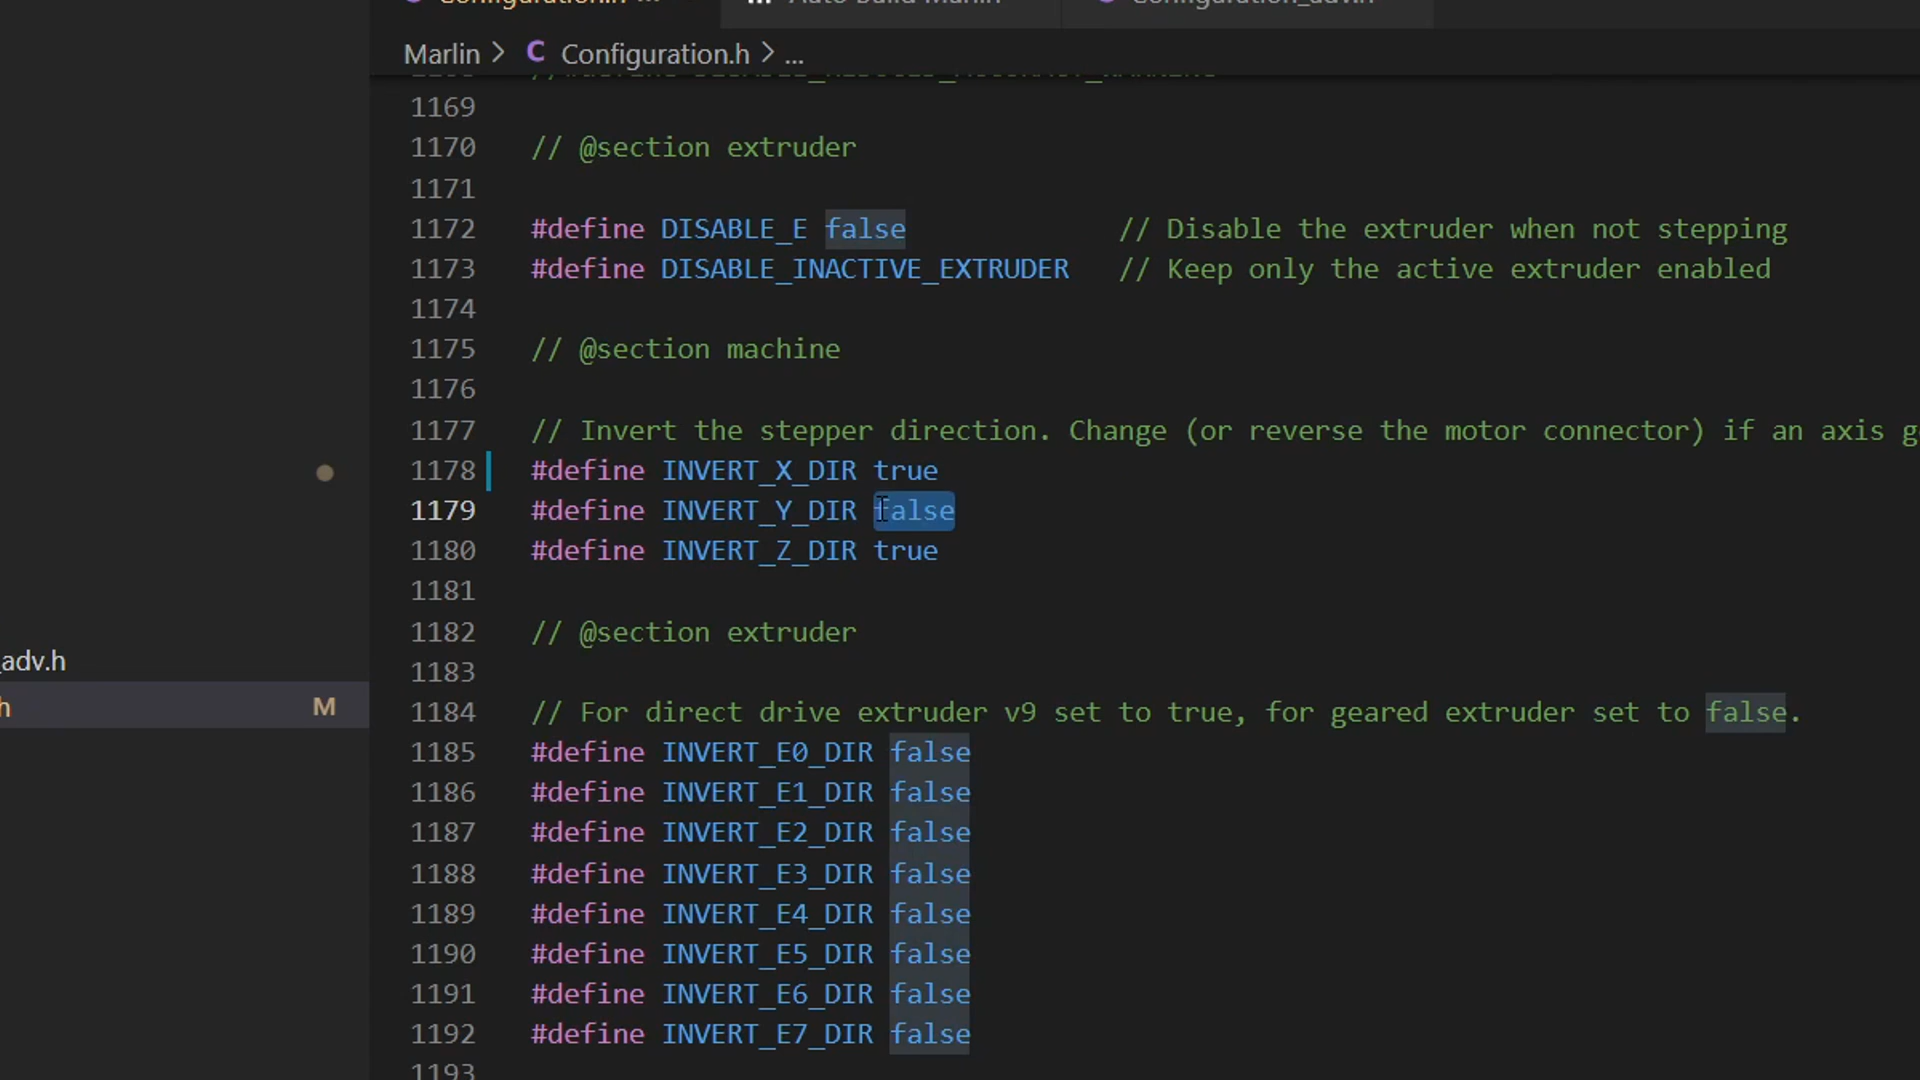 Auto Build Marlin
Configuration_adv.h
Marlin > C Configuration.h > ...
1169
1170 // @section extruder
1171
1172 #define DISABLE_E false // Disable the extruder when not stepping
1173 #define DISABLE_INACTIVE_EXTRUDER // Keep only the active extruder enabled
1174
1175 // @section machine
1176
1177 // Invert the stepper direction. Change (or reverse the motor connector) if an axis g
1178 #define INVERT_X_DIR true
1179 #define INVERT_Y_DIR false
1180 #define INVERT_Z_DIR true
1181
1182 // @section extruder
_adv.h
1183
h M
1184 // For direct drive extruder v9 set to true, for geared extruder set to false.
1185 #define INVERT_E0_DIR false
1186 #define INVERT_E1_DIR false
1187 #define INVERT_E2_DIR false
1188 #define INVERT_E3_DIR false
1189 #define INVERT_E4_DIR false
1190 #define INVERT_E5_DIR false
1191 #define INVERT_E6_DIR false
1192 #define INVERT_E7_DIR false
1193